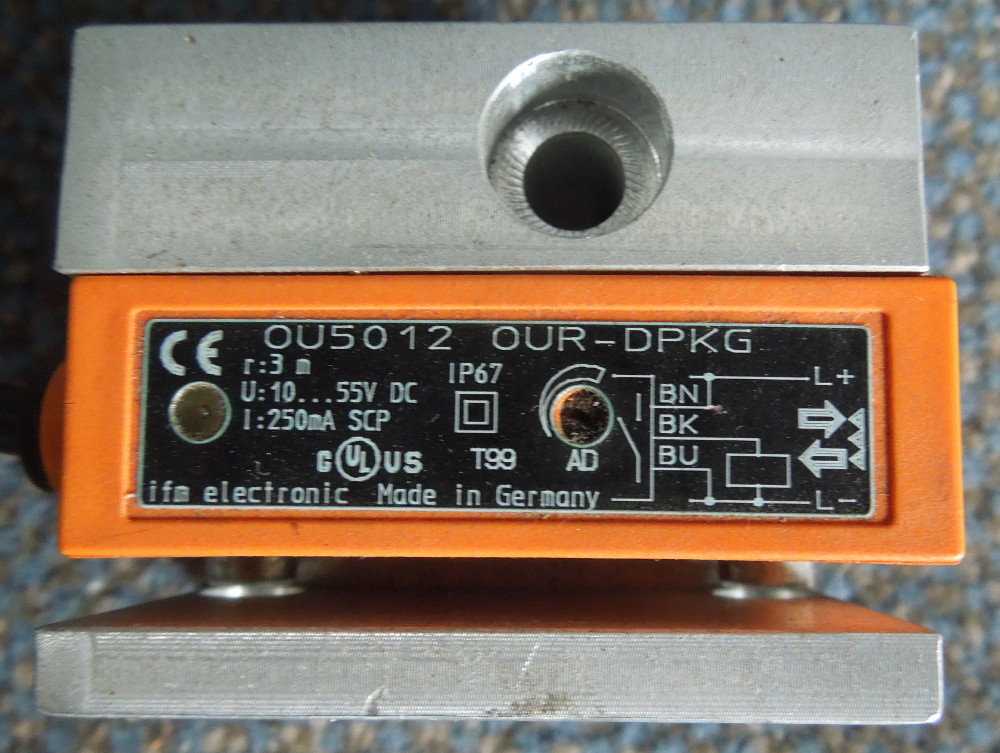 CE
OU5012 OUR-DPKG
r:3 m
U:10...55V DC
I:250mA SCP
IP67
C UL US
T99
AD
BN
BK
BU
L+
L-
ifm electronic Made in Germany